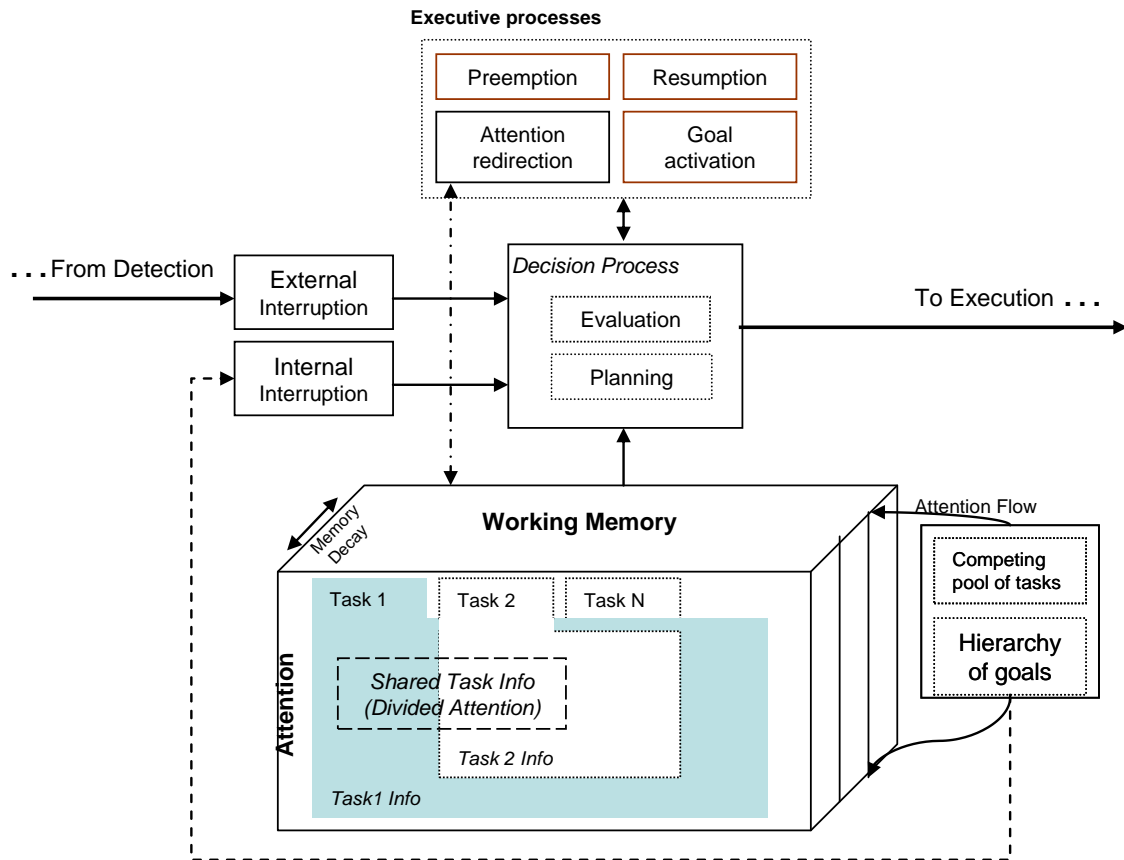 Executive processes
Preemption
Resumption
Attention
redirection
Goal
activation
...From Detection
External
Interruption
Decision Process
Evaluation
Planning
To Execution ...
Internal
Interruption
Memory
Decay
Working Memory
Attention Flow
Competing
pool of tasks
Hierarchy
of goals
Attention
Task 1
Task 2
Task N
Shared Task Info
(Divided Attention)
Task 2 Info
Task1 Info